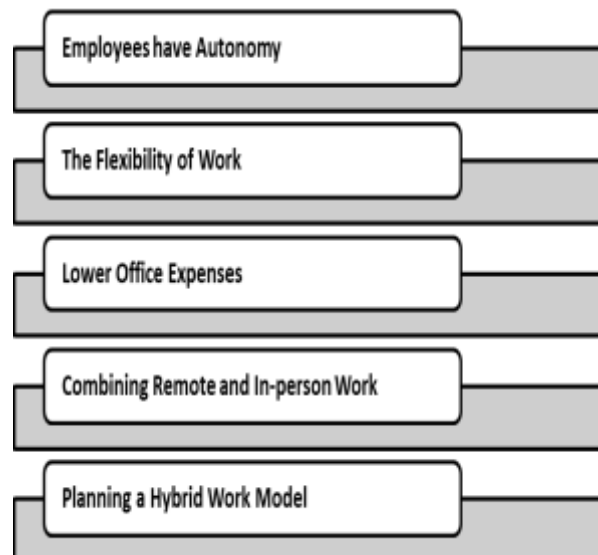 Employees have Autonomy
The Flexibility of Work
Lower Office Expenses
Combining Remote and In-person Work
Planning a Hybrid Work Model